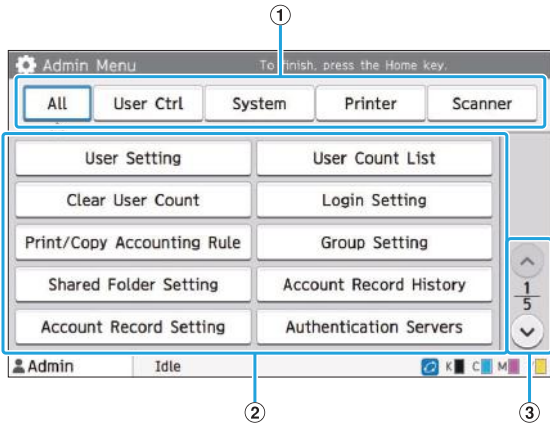 ①
Admin Menu To finish, press the Home key.
All User Ctrl System Printer Scanner
User Setting User Count List
Clear User Count Login Setting
Print/Copy Accounting Rule Group Setting
Shared Folder Setting Account Record History
1
5
Account Record Setting Authentication Servers
Admin Idle K C M
② ③